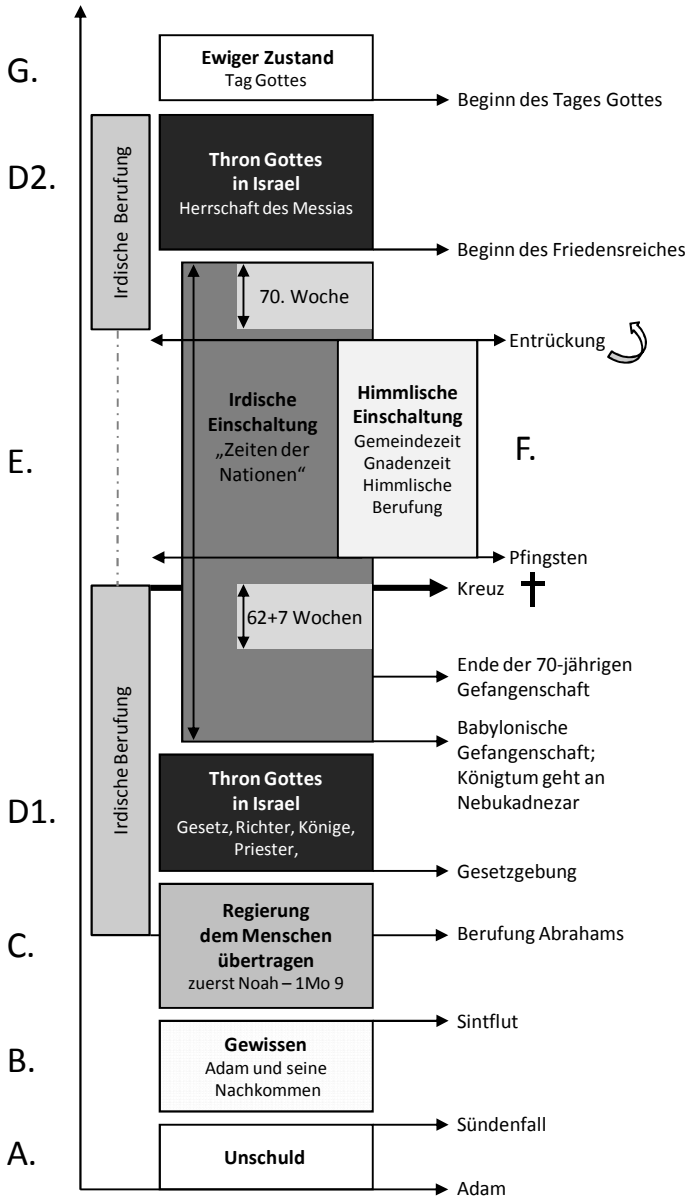 G.
Ewiger Zustand
Tag Gottes
Beginn des Tages Gottes
D2.
Irdische Berufung
Thron Gottes
in Israel
Herrschaft des Messias
Beginn des Friedensreiches
70. Woche
Entrückung
E.
Irdische
Einschaltung
„Zeiten der
Nationen“
Himmlische
Einschaltung
Gemeindezeit
Gnadenzeit
Himmlische
Berufung
F.
Pfingsten
Kreuz
62+7 Wochen
Ende der 70-jährigen
Gefangenschaft
Irdische Berufung
Babylonische
Gefangenschaft;
Königtum geht an
Nebukadnezar
D1.
Thron Gottes
in Israel
Gesetz, Richter, Könige,
Priester,
Gesetzgebung
C.
Regierung
dem Menschen
übertragen
zuerst Noah – 1Mo 9
Berufung Abrahams
Sintflut
B.
Gewissen
Adam und seine
Nachkommen
Sündenfall
A.
Unschuld
Adam